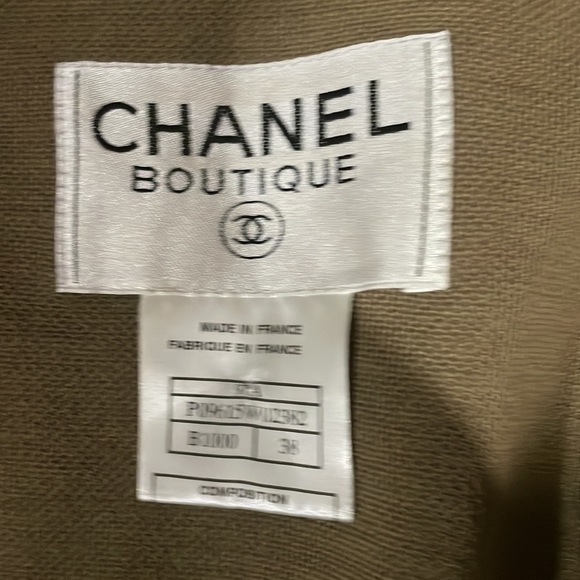 CHANEL
BOUTIQUE
MADE IN FRANCE
FABRIQUE EN FRANCE
38
COMPOSITION